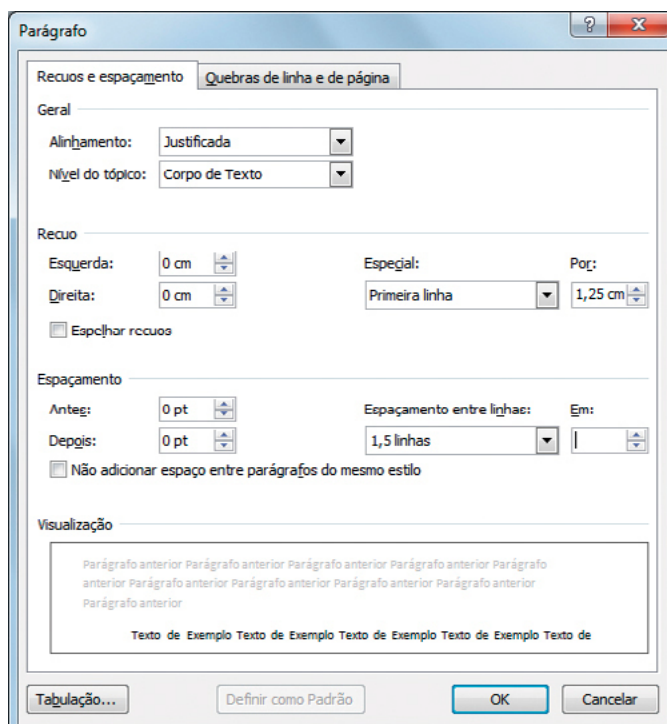 Parágrafo
Recuos e espaçamento Quebras de linha e de página
Geral
Alinhamento: Justificada
Nível do tópico: Corpo de Texto
Recuo
Esquerda: 0 cm Especial: Por:
Direita: 0 cm Primeira linha 1,25 cm
Espelhar recuos
Espaçamento
Antes: 0 pt Espaçamento entre linhas: Em:
Depois: 0 pt 1,5 linhas
Não adicionar espaço entre parágrafos do mesmo estilo
Visualização
Parágrafo anterior Parágrafo anterior Parágrafo anterior Parágrafo anterior Parágrafo
anterior Parágrafo anterior Parágrafo anterior Parágrafo anterior Parágrafo anterior
Parágrafo anterior
Texto de Exemplo Texto de Exemplo Texto de Exemplo Texto de Exemplo Texto de
Tabulação... Definir como Padrão OK Cancelar